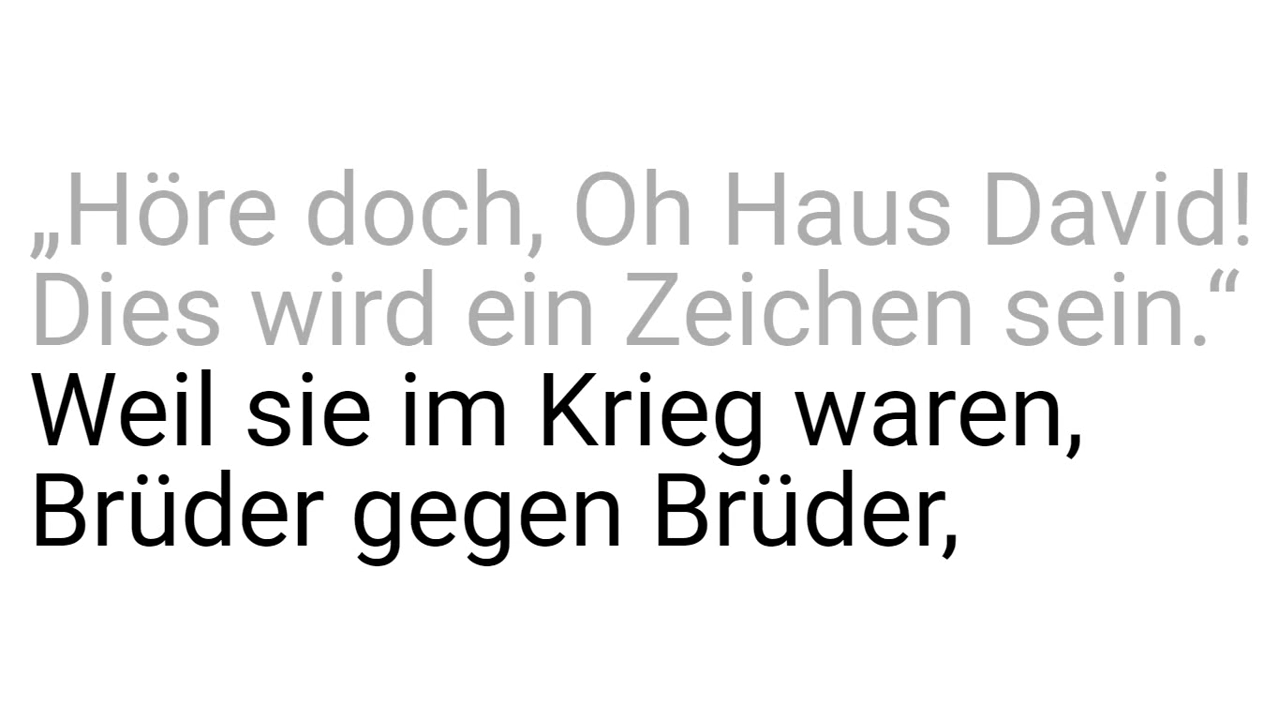 „Höre doch, Oh Haus David!
Dies wird ein Zeichen sein.“
Weil sie im Krieg waren,
Brüder gegen Brüder,